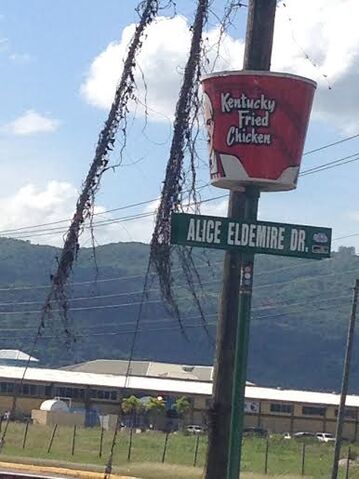 Kentucky
Fried
Chicken
ALICE ELDEMIRE DR.